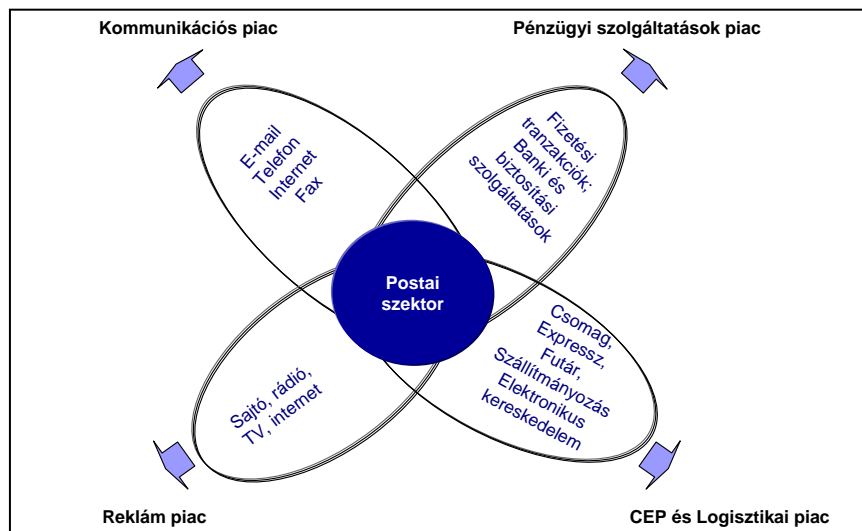 Kommunikációs piac
Pénzügyi szolgáltatások piac
E-mail
Telefon
Internet
Fax
Fizetési
tranzakciók;
Banki és
biztosítási
szolgáltatások
Postai
szektor
Sajtó, rádió,
TV, internet
Csomag,
Expressz,
Futár,
Szállítmányozás
Elektronikus
kereskedelem
Reklám piac
CEP és Logisztikai piac